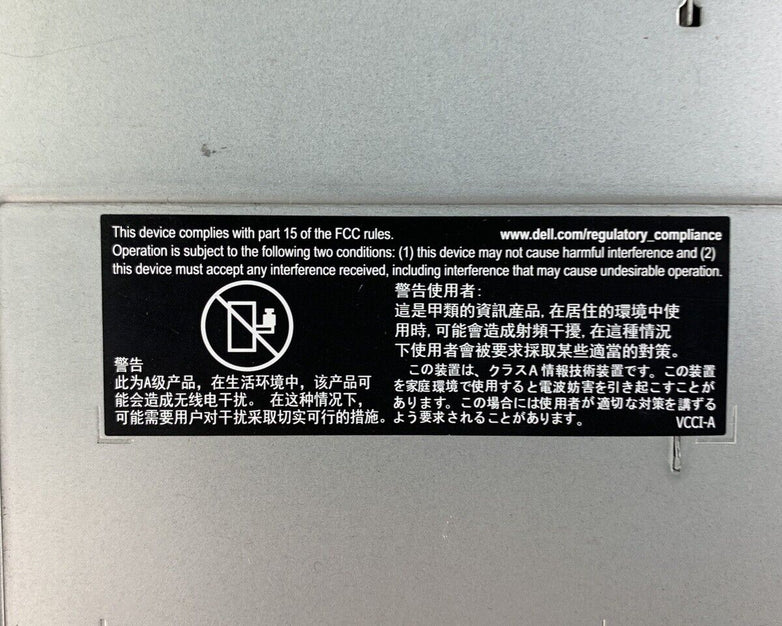 This device complies with part 15 of the FCC rules.
www.dell.com/regulatory_compliance
Operation is subject to the following two conditions: (1) this device may not cause harmful interference and (2)
this device must accept any interference received, including interference that may cause undesirable operation.
警告
此为A级产品，在生活环境中，该产品可
能会造成无线电干扰。 在这种情况下，
可能需要用户对干扰采取切实可行的措施。
警告使用者:
這是甲類的資訊産品, 在居住的環境中使
用時, 可能會造成射頻干擾, 在這種情況
下使用者會被要求採取某些適當的對策。
この装置は、クラスA 情報技術装置です。この装置
を家庭環境で使用すると電波妨害を引き起こすことが
あります。この場合には使用者が適切な対策を講ずる
よう要求されることがあります。
VCCI-A